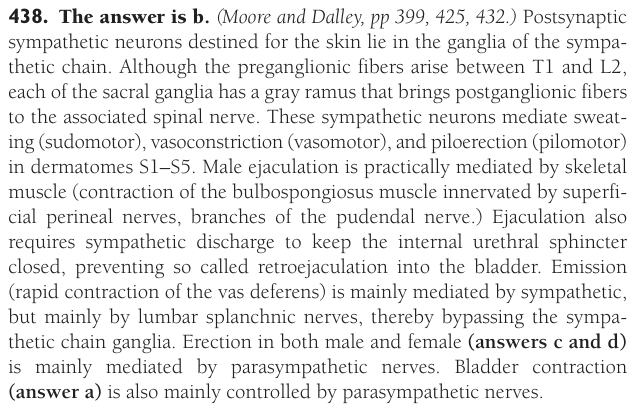 438. The answer is b. (Moore and Dalley, pp 399, 425, 432.) Postsynaptic
sympathetic neurons destined for the skin lie in the ganglia of the sympa-
thetic chain. Although the preganglionic fibers arise between T1 and L2,
each of the sacral ganglia has a gray ramus that brings postganglionic fibers
to the associated spinal nerve. These sympathetic neurons mediate sweat-
ing (sudomotor), vasoconstriction (vasomotor), and piloerection (pilomotor)
in dermatomes S1–S5. Male ejaculation is practically mediated by skeletal
muscle (contraction of the bulbospongiosus muscle innervated by superfi-
cial perineal nerves, branches of the pudendal nerve.) Ejaculation also
requires sympathetic discharge to keep the internal urethral sphincter
closed, preventing so called retroejaculation into the bladder. Emission
(rapid contraction of the vas deferens) is mainly mediated by sympathetic,
but mainly by lumbar splanchnic nerves, thereby bypassing the sympa-
thetic chain ganglia. Erection in both male and female (answers c and d)
is mainly mediated by parasympathetic nerves. Bladder contraction
(answer a) is also mainly controlled by parasympathetic nerves.